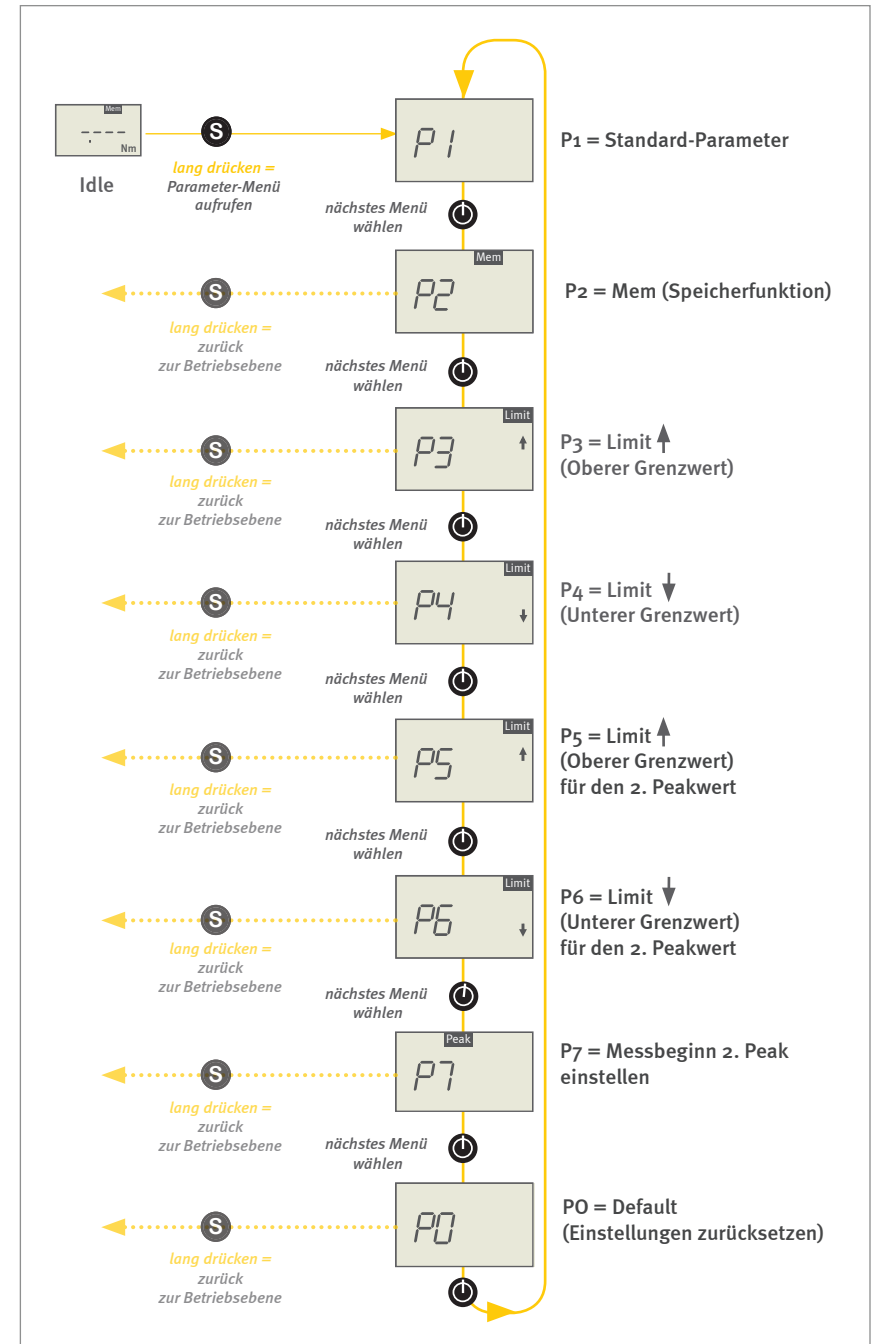 Mem
----
Nm
Idle
S
lang drücken =
Parameter-Menü
aufrufen
P1
P1 = Standard-Parameter
nächstes Menü
wählen
Mem
P2
P2 = Mem (Speicherfunktion)
S
lang drücken =
zurück
zur Betriebsebene
nächstes Menü
wählen
Limit
P3
P3 = Limit
(Oberer Grenzwert)
S
lang drücken =
zurück
zur Betriebsebene
nächstes Menü
wählen
Limit
P4
P4 = Limit
(Unterer Grenzwert)
S
lang drücken =
zurück
zur Betriebsebene
nächstes Menü
wählen
Limit
P5
P5 = Limit
(Oberer Grenzwert)
für den 2. Peakwert
S
lang drücken =
zurück
zur Betriebsebene
nächstes Menü
wählen
Limit
P6
P6 = Limit
(Unterer Grenzwert)
für den 2. Peakwert
S
lang drücken =
zurück
zur Betriebsebene
nächstes Menü
wählen
Peak
P7
P7 = Messbeginn 2. Peak
einstellen
S
lang drücken =
zurück
zur Betriebsebene
nächstes Menü
wählen
P0
PO = Default
(Einstellungen zurücksetzen)
S
lang drücken =
zurück
zur Betriebsebene